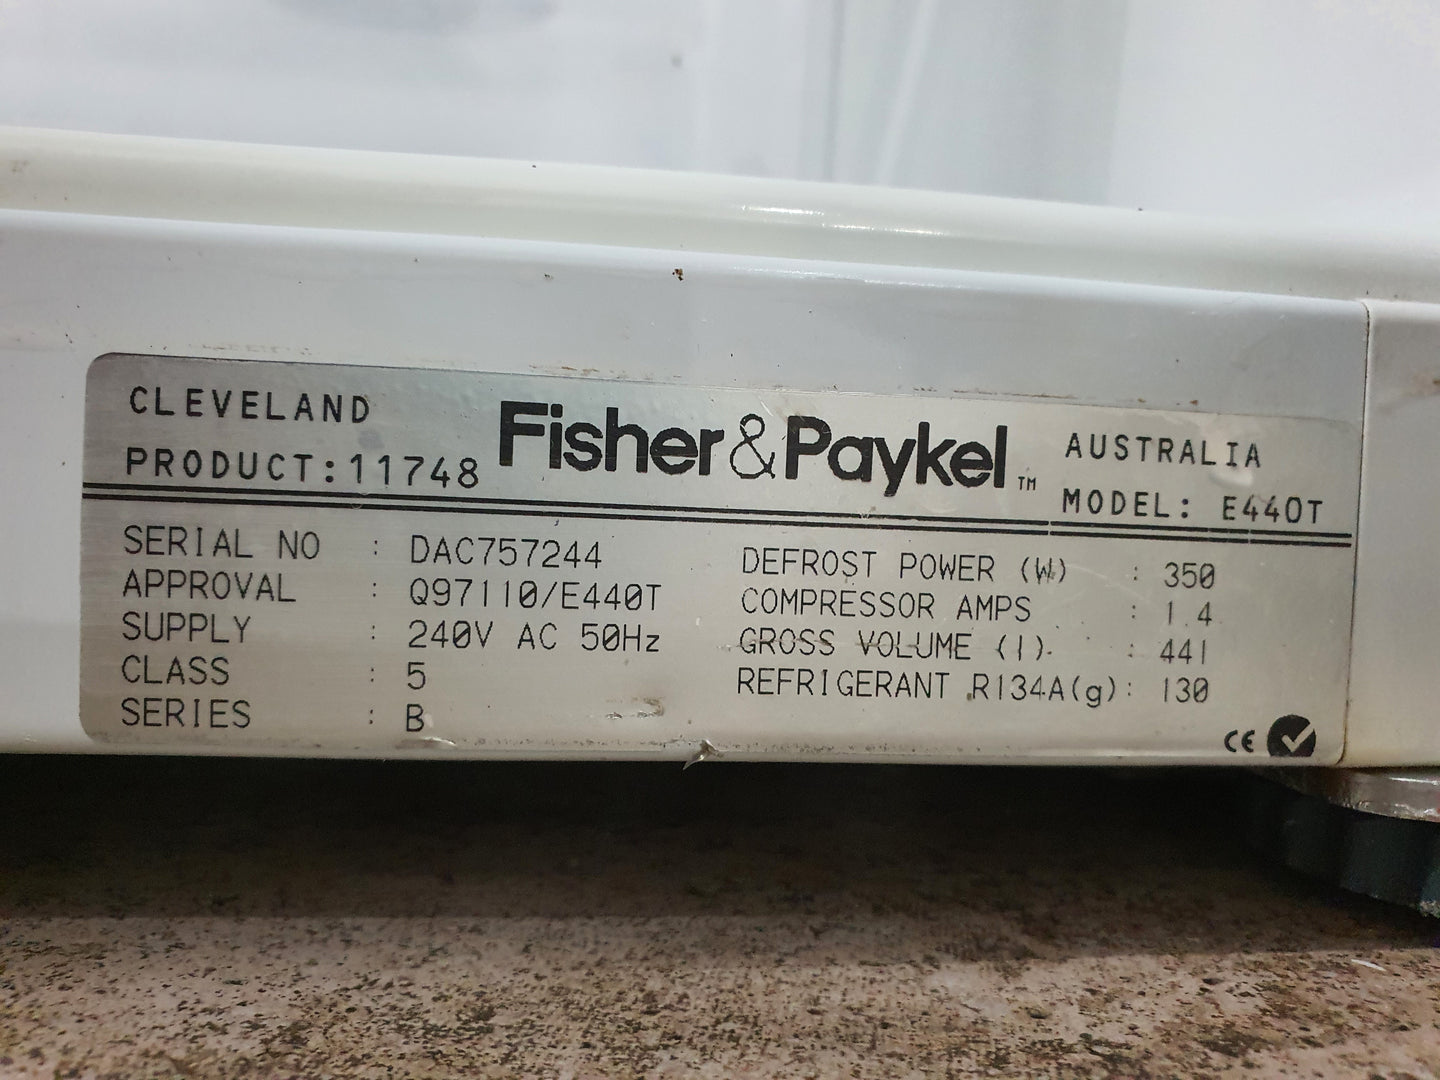 CLEVELAND
PRODUCT:11748
Fisher&Paykel™
AUSTRALIA
MODEL: E440T
SERIAL NO : DAC757244
APPROVAL : Q97110/E440T
SUPPLY : 240V AC 50Hz
CLASS : 5
SERIES : B
DEFROST POWER (W) : 350
COMPRESSOR AMPS : 1.4
GROSS VOLUME (l) : 441
REFRIGERANT R134A(g): 130
CE